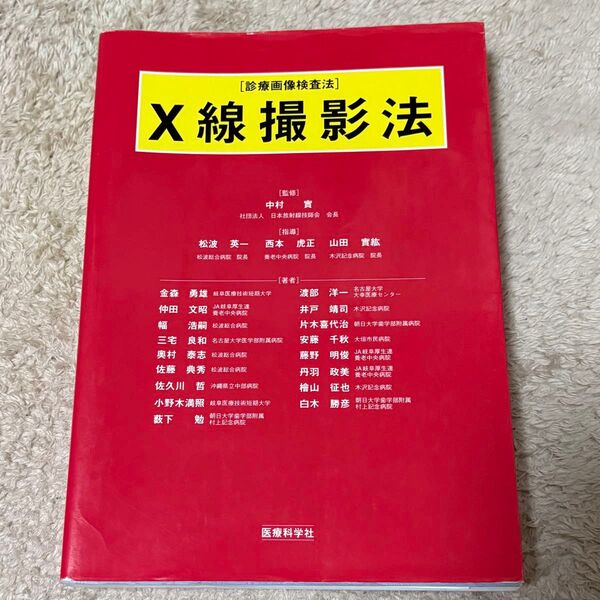 [診療画像検査法]
X線撮影法
[監修]
中村 實
社団法人 日本放射線技師会 会長
[指導]
松波 英一 西本 虎正 山田 實紘
松波総合病院 院長 養老中央病院 院長 木沢記念病院 院長
[著者]
金森 勇雄 岐阜医療技術短期大学
仲田 文昭 JA岐阜厚生連
養老中央病院
幅 浩嗣 松波総合病院
三宅 良和 名古屋大学医学部附属病院
奥村 泰志 松波総合病院
佐藤 典秀 松波総合病院
佐久川 哲 沖縄県立中部病院
小野木満照 岐阜医療技術短期大学
薮下 勉 朝日大学歯学部附属
村上記念病院
渡部 洋一 名古屋大学
大幸医療センター
井戸 靖司 木沢記念病院
片木喜代治 朝日大学歯学部附属病院
安藤 千秋 大垣市民病院
藤野 明俊 JA岐阜厚生連
養老中央病院
丹羽 政美 JA岐阜厚生連
養老中央病院
檜山 征也 木沢記念病院
白木 勝彦 朝日大学歯学部附属
村上記念病院
医療科学社